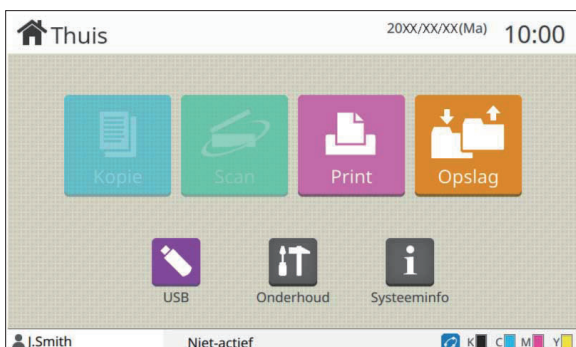 Thuis
20XX/XX/XX(Ma) 10:00
Kopie Scan Print Opslag
USB Onderhoud Systeeminfo
J.Smith Niet-actief K C M Y